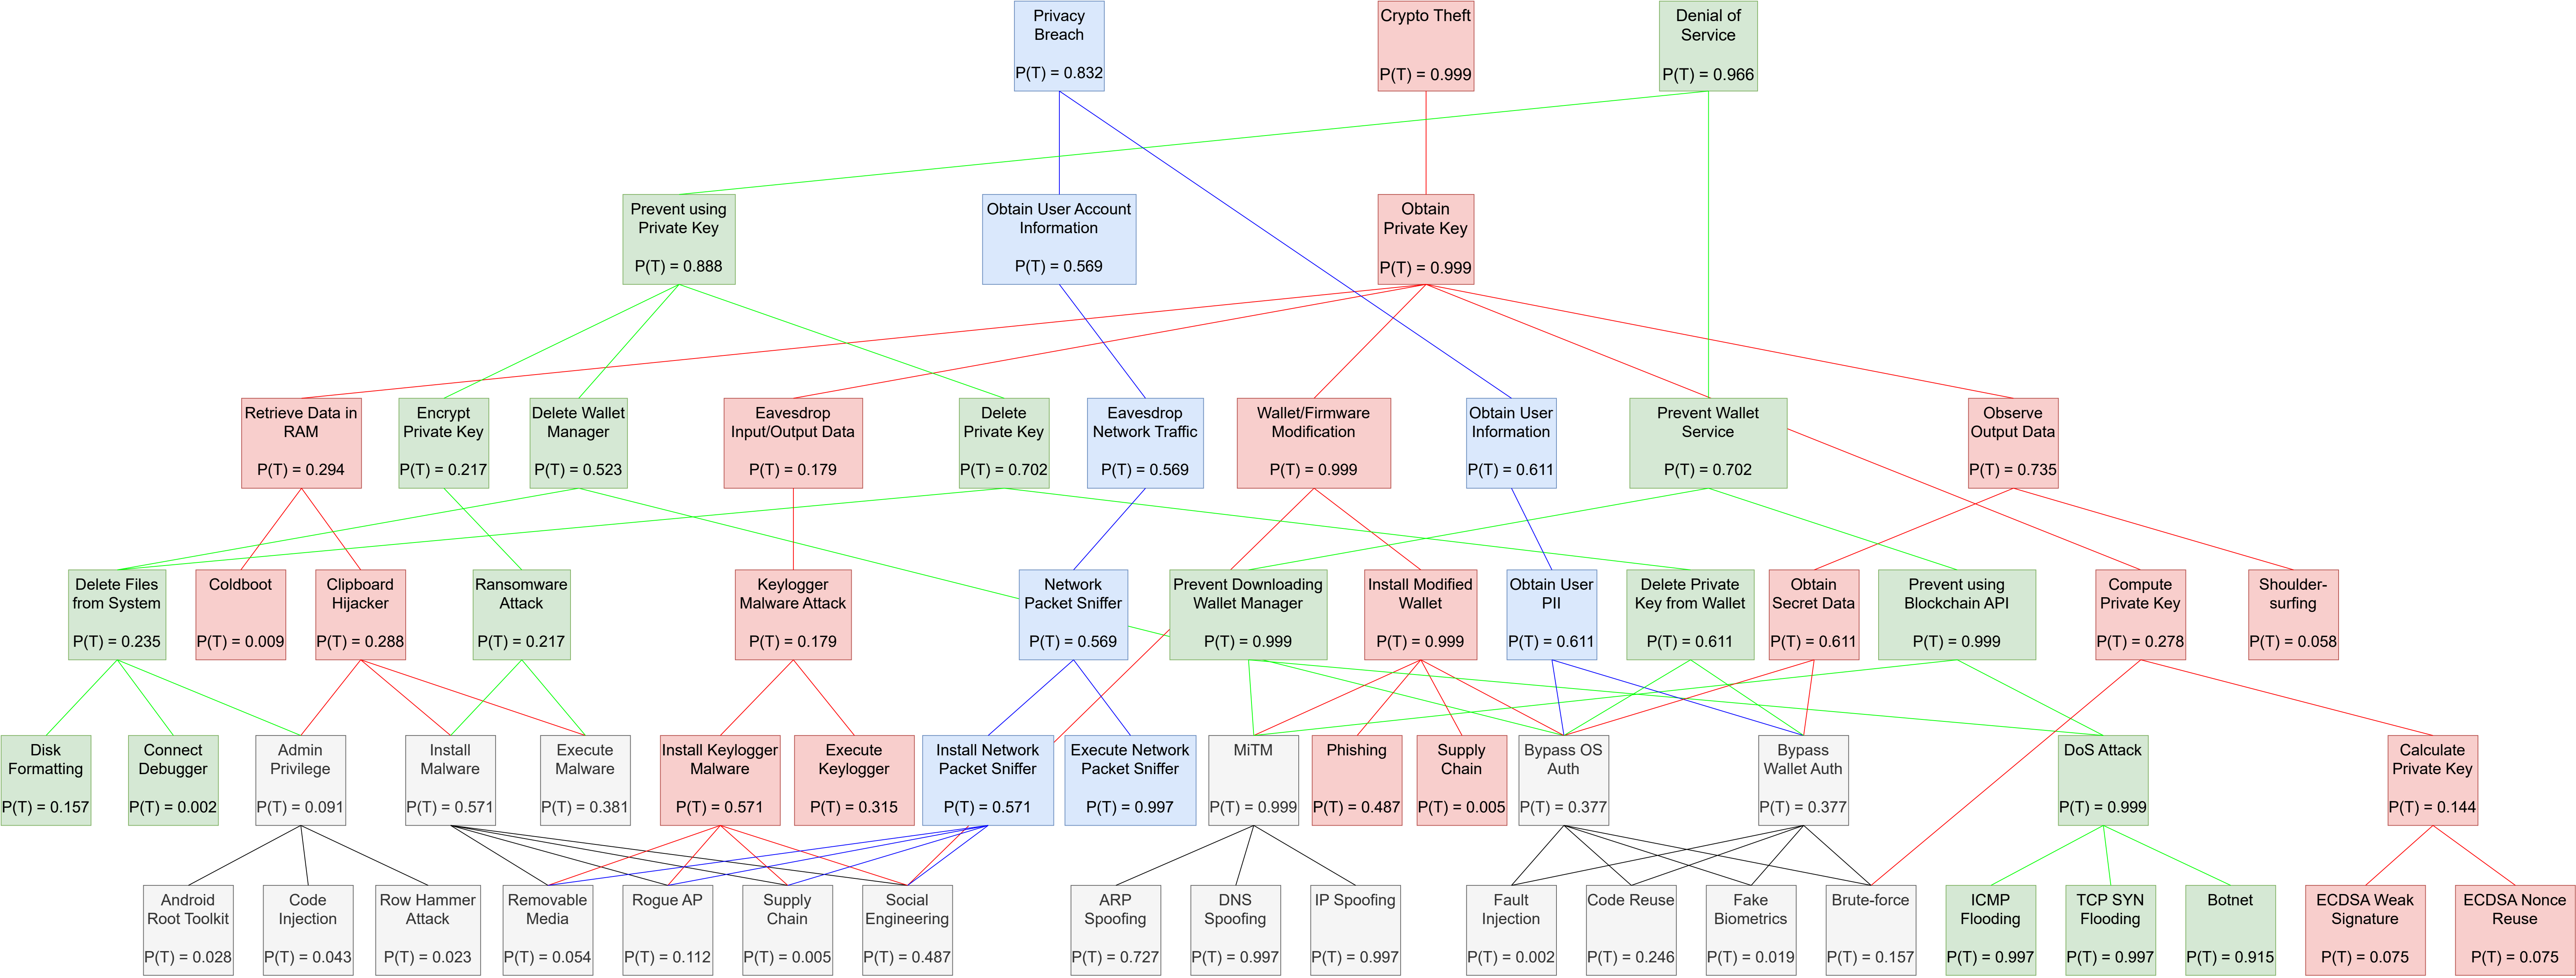 Privacy
Breach
P(T) = 0.832
Crypto Theft
P(T) = 0.999
Denial of
Service
P(T) = 0.966
Prevent using
Private Key
P(T) = 0.888
Obtain User Account
Information
P(T) = 0.569
Obtain
Private Key
P(T) = 0.999
Retrieve Data in
RAM
P(T) = 0.294
Encrypt
Private Key
P(T) = 0.217
Delete Wallet
Manager
P(T) = 0.523
Eavesdrop
Input/Output Data
P(T) = 0.179
Delete
Private Key
P(T) = 0.702
Eavesdrop
Network Traffic
P(T) = 0.569
Wallet/Firmware
Modification
P(T) = 0.999
Obtain User
Information
P(T) = 0.611
Prevent Wallet
Service
P(T) = 0.702
Observe
Output Data
P(T) = 0.735
Delete Files
from System
P(T) = 0.235
Coldboot
P(T) = 0.009
Clipboard
Hijacker
P(T) = 0.288
Ransomware
Attack
P(T) = 0.217
Keylogger
Malware Attack
P(T) = 0.179
Network
Packet Sniffer
P(T) = 0.569
Prevent Downloading
Wallet Manager
P(T) = 0.999
Install Modified
Wallet
P(T) = 0.999
Obtain User
PII
P(T) = 0.611
Delete Private
Key from Wallet
P(T) = 0.611
Obtain
Secret Data
P(T) = 0.611
Prevent using
Blockchain API
P(T) = 0.999
Compute
Private Key
P(T) = 0.278
Shoulder-
surfing
P(T) = 0.058
Disk
Formatting
P(T) = 0.157
Connect
Debugger
P(T) = 0.002
Admin
Privilege
P(T) = 0.091
Install
Malware
P(T) = 0.571
Execute
Malware
P(T) = 0.381
Install Keylogger
Malware
P(T) = 0.571
Execute
Keylogger
P(T) = 0.315
Install Network
Packet Sniffer
P(T) = 0.571
Execute Network
Packet Sniffer
P(T) = 0.997
MiTM
P(T) = 0.999
Phishing
P(T) = 0.487
Supply
Chain
P(T) = 0.005
Bypass OS
Auth
P(T) = 0.377
Bypass
Wallet Auth
P(T) = 0.377
DoS Attack
P(T) = 0.999
Calculate
Private Key
P(T) = 0.144
Android
Root Toolkit
P(T) = 0.028
Code
Injection
P(T) = 0.043
Row Hammer
Attack
P(T) = 0.023
Removable
Media
P(T) = 0.054
Rogue AP
P(T) = 0.112
Supply
Chain
P(T) = 0.005
Social
Engineering
P(T) = 0.487
ARP
Spoofing
P(T) = 0.727
DNS
Spoofing
P(T) = 0.997
IP Spoofing
P(T) = 0.997
Fault
Injection
P(T) = 0.002
Code Reuse
P(T) = 0.246
Fake
Biometrics
P(T) = 0.019
Brute-force
P(T) = 0.157
ICMP
Flooding
P(T) = 0.997
TCP SYN
Flooding
P(T) = 0.997
Botnet
P(T) = 0.915
ECDSA Weak
Signature
P(T) = 0.075
ECDSA Nonce
Reuse
P(T) = 0.075